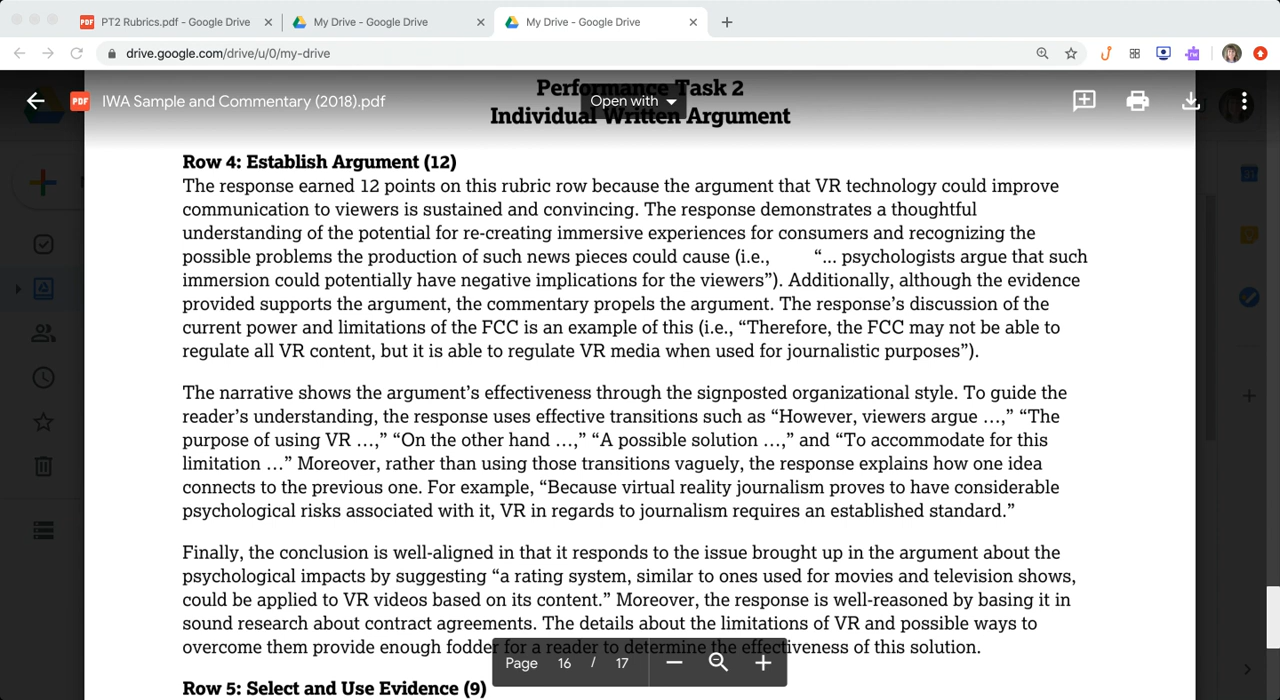 PT2 Rubrics.pdf - Google Drive
My Drive - Google Drive
My Drive - Google Drive
drive.google.com/drive/u/0/my-drive
PDF
IWA Sample and Commentary (2018).pdf
Open with
Performance Task 2
Individual Written Argument
Row 4: Establish Argument (12)
The response earned 12 points on this rubric row because the argument that VR technology could improve
communication to viewers is sustained and convincing. The response demonstrates a thoughtful
understanding of the potential for re-creating immersive experiences for consumers and recognizing the
possible problems the production of such news pieces could cause (i.e., “... psychologists argue that such
immersion could potentially have negative implications for the viewers”). Additionally, although the evidence
provided supports the argument, the commentary propels the argument. The response’s discussion of the
current power and limitations of the FCC is an example of this (i.e., “Therefore, the FCC may not be able to
regulate all VR content, but it is able to regulate VR media when used for journalistic purposes”).
The narrative shows the argument’s effectiveness through the signposted organizational style. To guide the
reader’s understanding, the response uses effective transitions such as “However, viewers argue …,” “The
purpose of using VR …,” “On the other hand …,” “A possible solution …,” and “To accommodate for this
limitation …” Moreover, rather than using those transitions vaguely, the response explains how one idea
connects to the previous one. For example, “Because virtual reality journalism proves to have considerable
psychological risks associated with it, VR in regards to journalism requires an established standard.”
Finally, the conclusion is well-aligned in that it responds to the issue brought up in the argument about the
psychological impacts by suggesting “a rating system, similar to ones used for movies and television shows,
could be applied to VR videos based on its content.” Moreover, the response is well-reasoned by basing it in
sound research about contract agreements. The details about the limitations of VR and possible ways to
overcome them provide enough fodder for a reader to determine the effectiveness of this solution.
Page 16 / 17
Row 5: Select and Use Evidence (9)